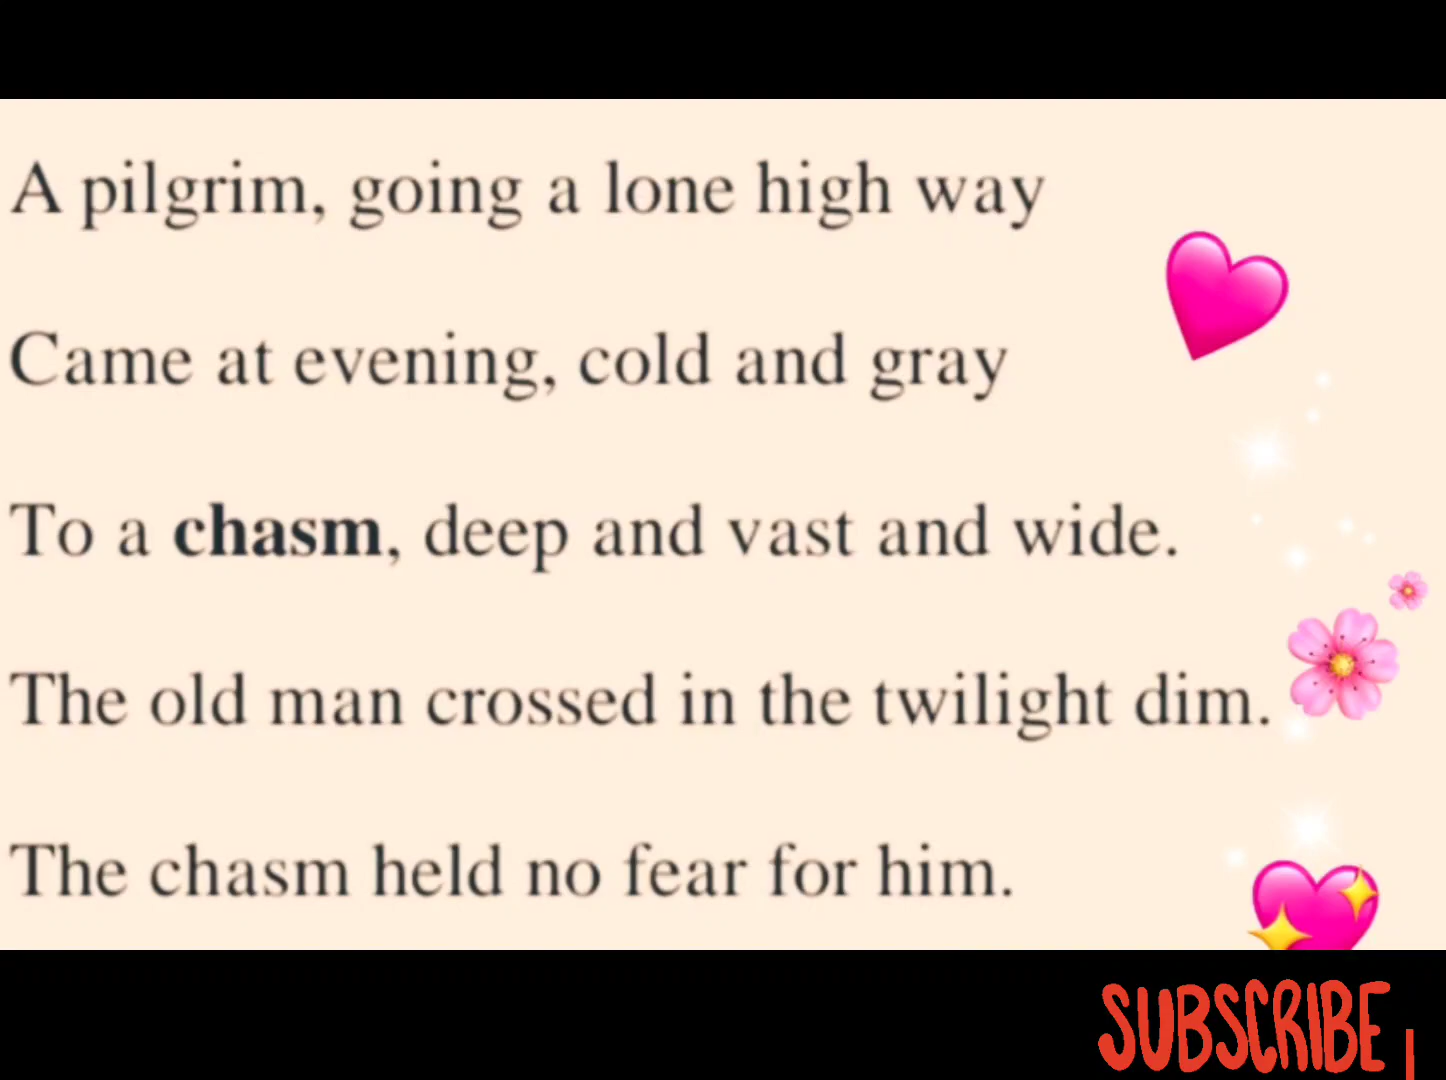 A pilgrim, going a lone high way
Came at evening, cold and gray
To a chasm, deep and vast and wide.
The old man crossed in the twilight dim.
The chasm held no fear for him.
SUBSCRIBE